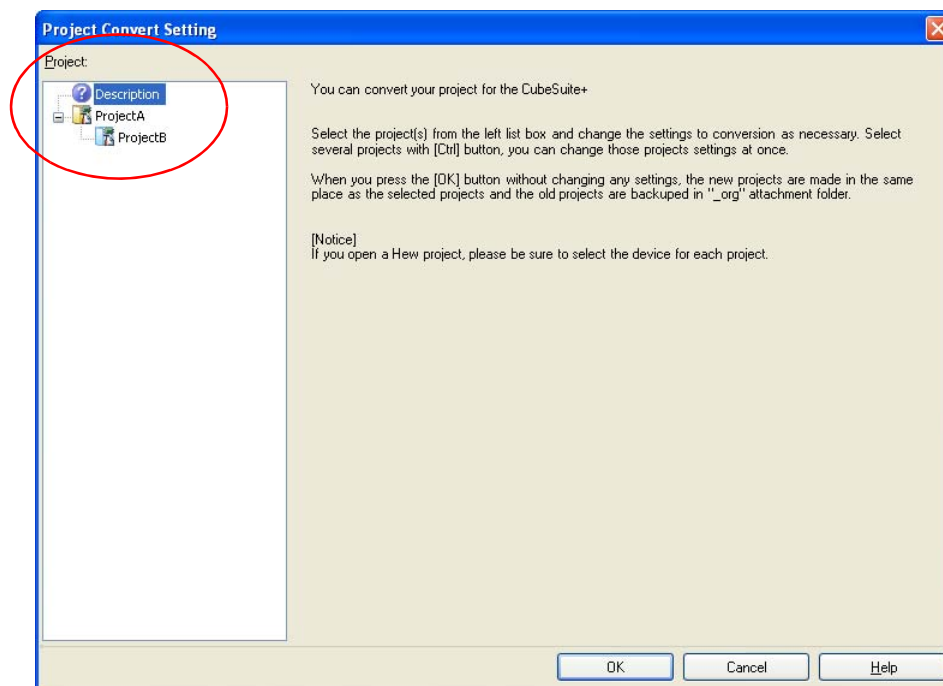 Project Convert Setting
Project:
Description
ProjectA
ProjectB
You can convert your project for the CubeSuite+
Select the project(s) from the left list box and change the settings to conversion as necessary. Select
several projects with [Ctrl] button, you can change those projects settings at once.
When you press the [OK] button without changing any settings, the new projects are made in the same
place as the selected projects and the old projects are backuped in "_org" attachment folder.
[Notice]
If you open a Hew project, please be sure to select the device for each project.
OK
Cancel
Help